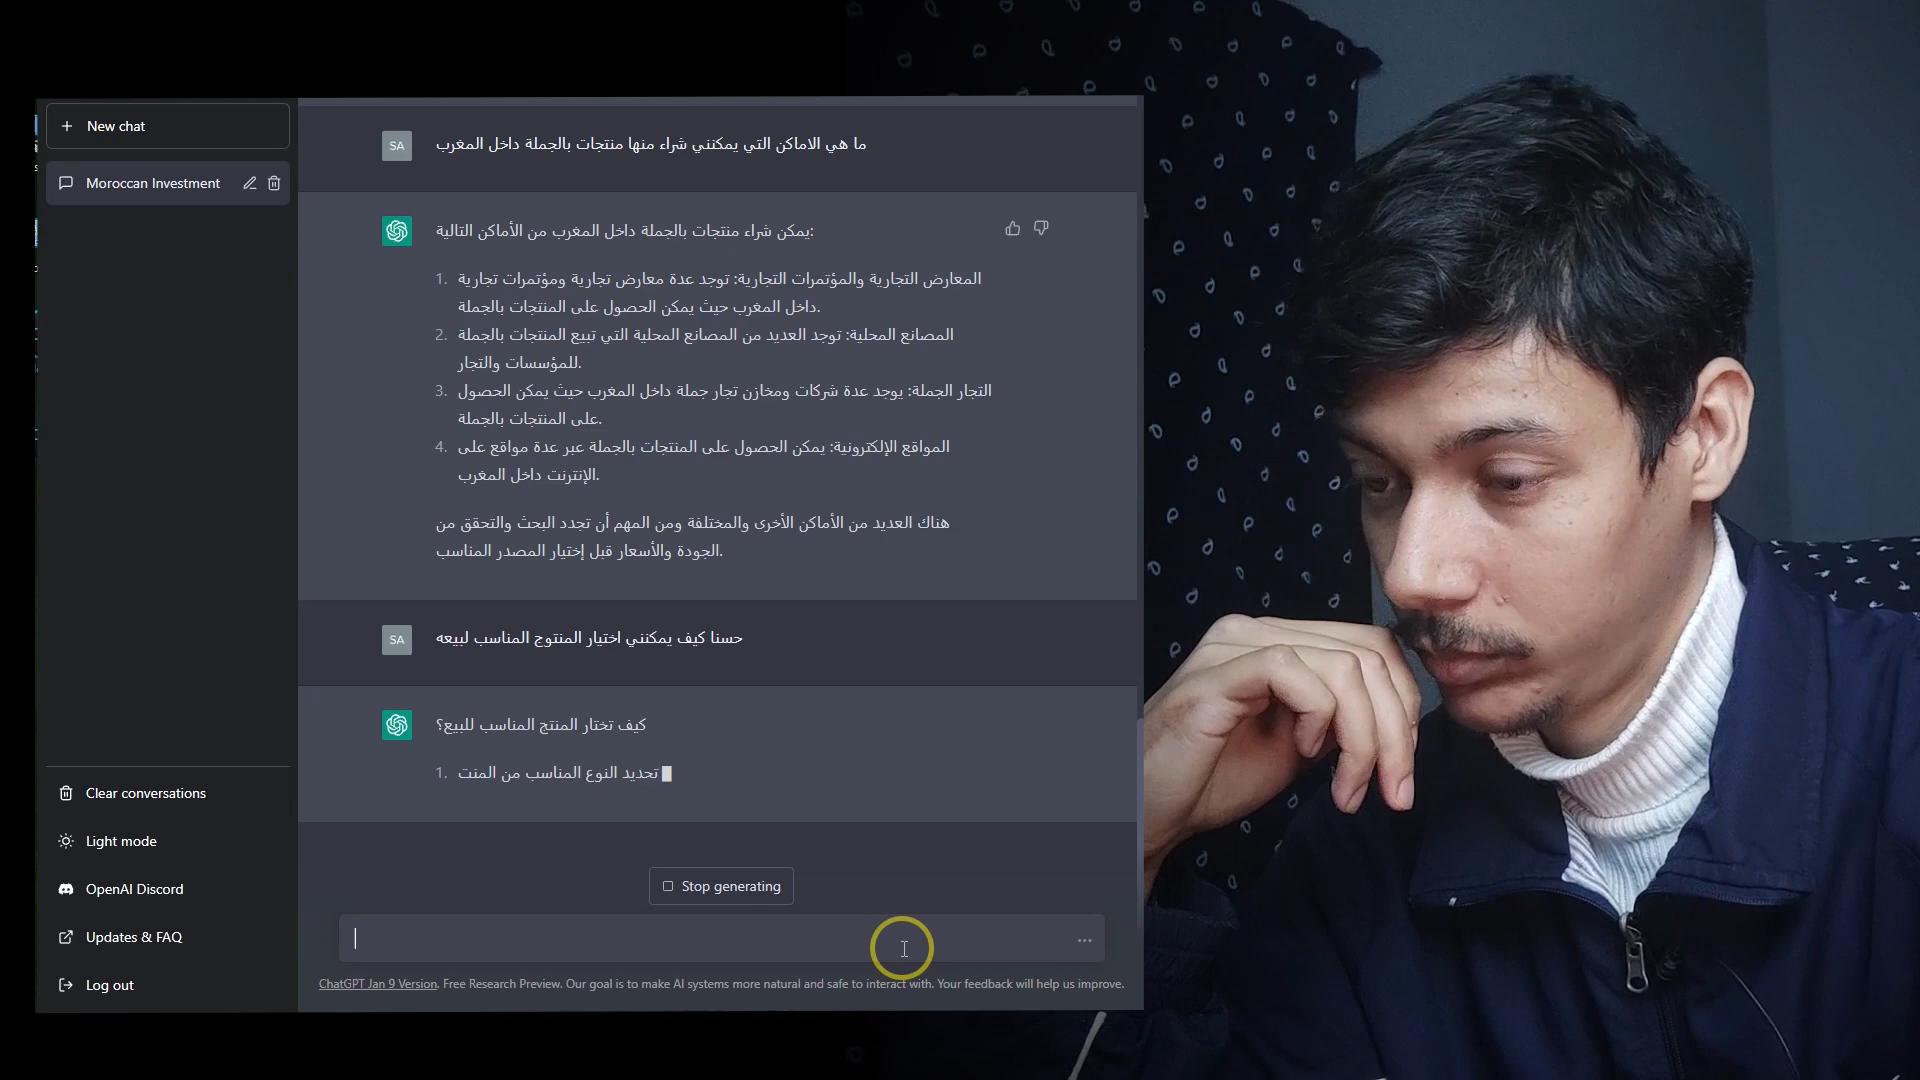 New chat
Moroccan Investment
SA
ما هي الاماكن التي يمكنني شراء منها منتجات بالجملة داخل المغرب
يمكن شراء منتجات بالجملة داخل المغرب من الأماكن التالية:
1. المعارض التجارية والمؤتمرات التجارية: توجد عدة معارض تجارية ومؤتمرات تجارية
داخل المغرب حيث يمكن الحصول على المنتجات بالجملة.
2. المصانع المحلية: توجد العديد من المصانع المحلية التي تبيع المنتجات بالجملة
للمؤسسات والتجار.
3. التجار الجملة: يوجد عدة شركات ومخازن تجار جملة داخل المغرب حيث يمكن الحصول
على المنتجات بالجملة.
4. المواقع الإلكترونية: يمكن الحصول على المنتجات بالجملة عبر عدة مواقع على
الإنترنت داخل المغرب.
هناك العديد من الأماكن الأخرى والمختلفة ومن المهم أن تجدد البحث والتحقق من
الجودة والأسعار قبل إختيار المصدر المناسب.
SA
حسنا كيف يمكنني اختيار المنتوج المناسب لبيعه
كيف تختار المنتج المناسب للبيع؟
1. تحديد النوع المناسب من المنت
Clear conversations
Light mode
OpenAI Discord
Updates & FAQ
Log out
Stop generating
ChatGPT Jan 9 Version. Free Research Preview. Our goal is to make AI systems more natural and safe to interact with. Your feedback will help us improve.